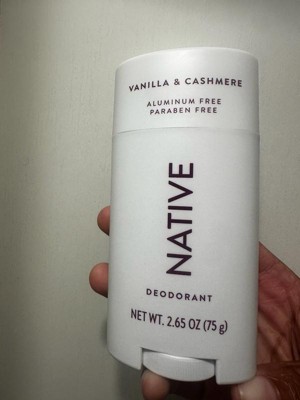 VANILLA & CASHMERE
ALUMINUM FREE
PARABEN FREE
NATIVE
DEODORANT
NET WT. 2.65 OZ (75 g)